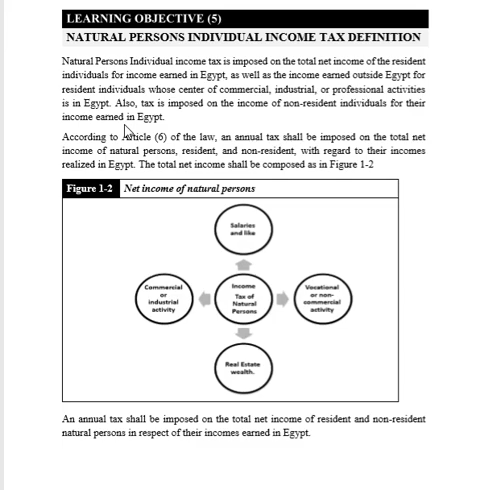 LEARNING OBJECTIVE (5)
NATURAL PERSONS INDIVIDUAL INCOME TAX DEFINITION
Natural Persons Individual income tax is imposed on the total net income of the resident
individuals for income earned in Egypt, as well as the income earned outside Egypt for
resident individuals whose center of commercial, industrial, or professional activities
is in Egypt. Also, tax is imposed on the income of non-resident individuals for their
income earned in Egypt.
According to Article (6) of the law, an annual tax shall be imposed on the total net
income of natural persons, resident, and non-resident, with regard to their incomes
realized in Egypt. The total net income shall be composed as in Figure 1-2
Figure 1-2 Net income of natural persons
Salaries
and like
Commercial
or
industrial
activity
Income
Tax of
Natural
Persons
Vocational
or non-
commercial
activity
Real Estate
wealth.
An annual tax shall be imposed on the total net income of resident and non-resident
natural persons in respect of their incomes earned in Egypt.